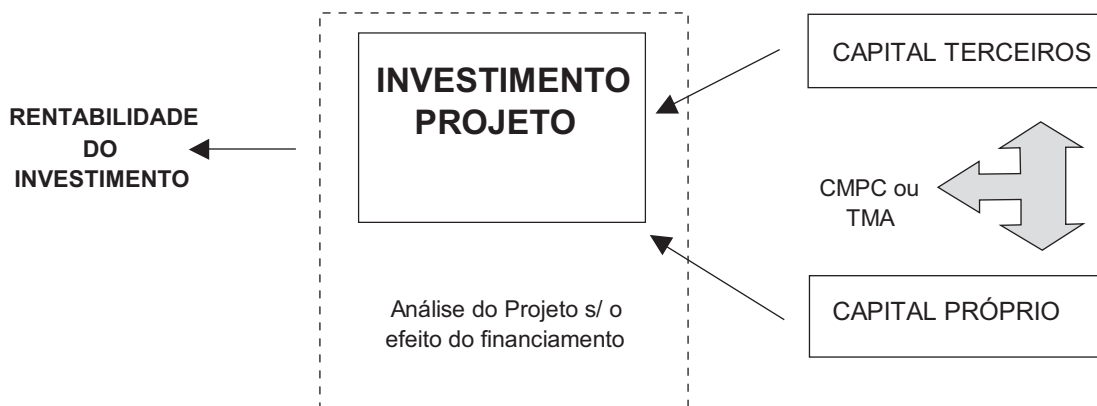 RENTABILIDADE
DO
INVESTIMENTO
INVESTIMENTO
PROJETO
Análise do Projeto s/ o
efeito do financiamento
CAPITAL TERCEIROS
CMPC ou
TMA
CAPITAL PRÓPRIO